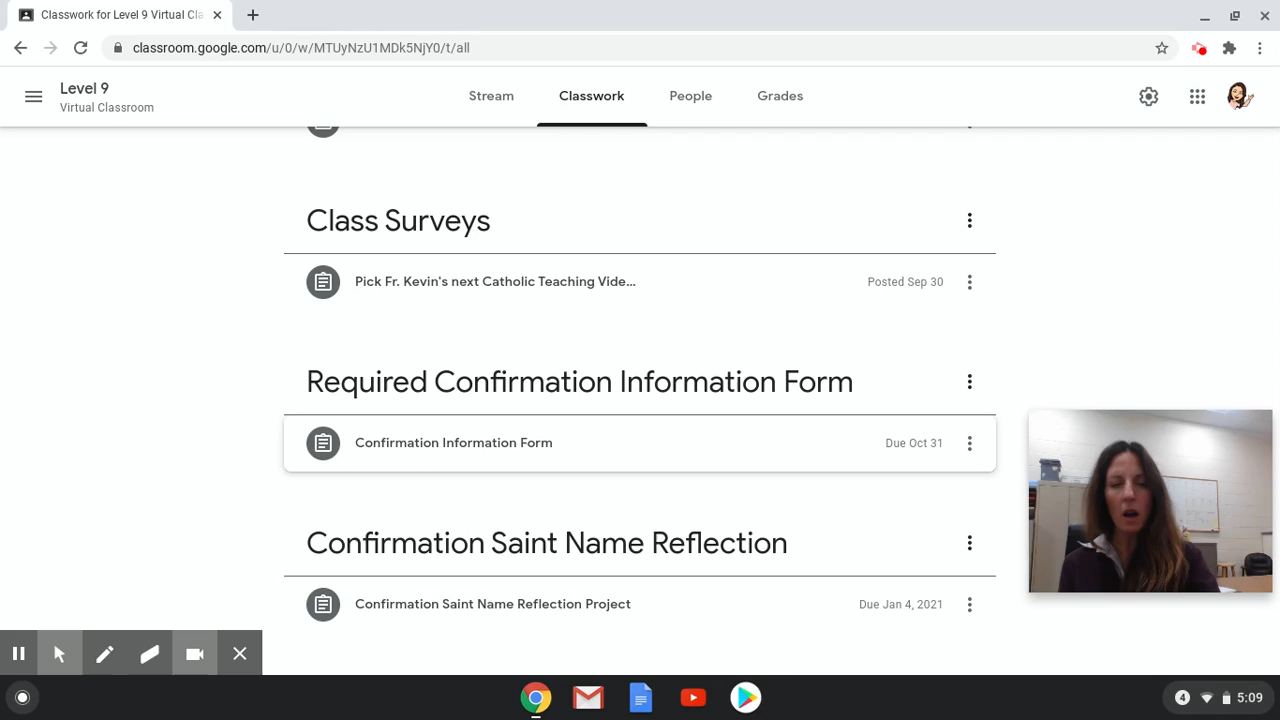 Classwork for Level 9 Virtual Cla
classroom.google.com/u/0/w/MTUyNzU1MDk5NjY0/t/all
Level 9
Virtual Classroom
Stream
Classwork
People
Grades
Class Surveys
Pick Fr. Kevin's next Catholic Teaching Vide...
Posted Sep 30
Required Confirmation Information Form
Confirmation Information Form
Due Oct 31
Confirmation Saint Name Reflection
Confirmation Saint Name Reflection Project
Due Jan 4, 2021
4
5:09